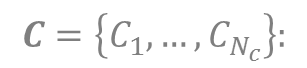 C = {C₁, …, C_{N_C}}: